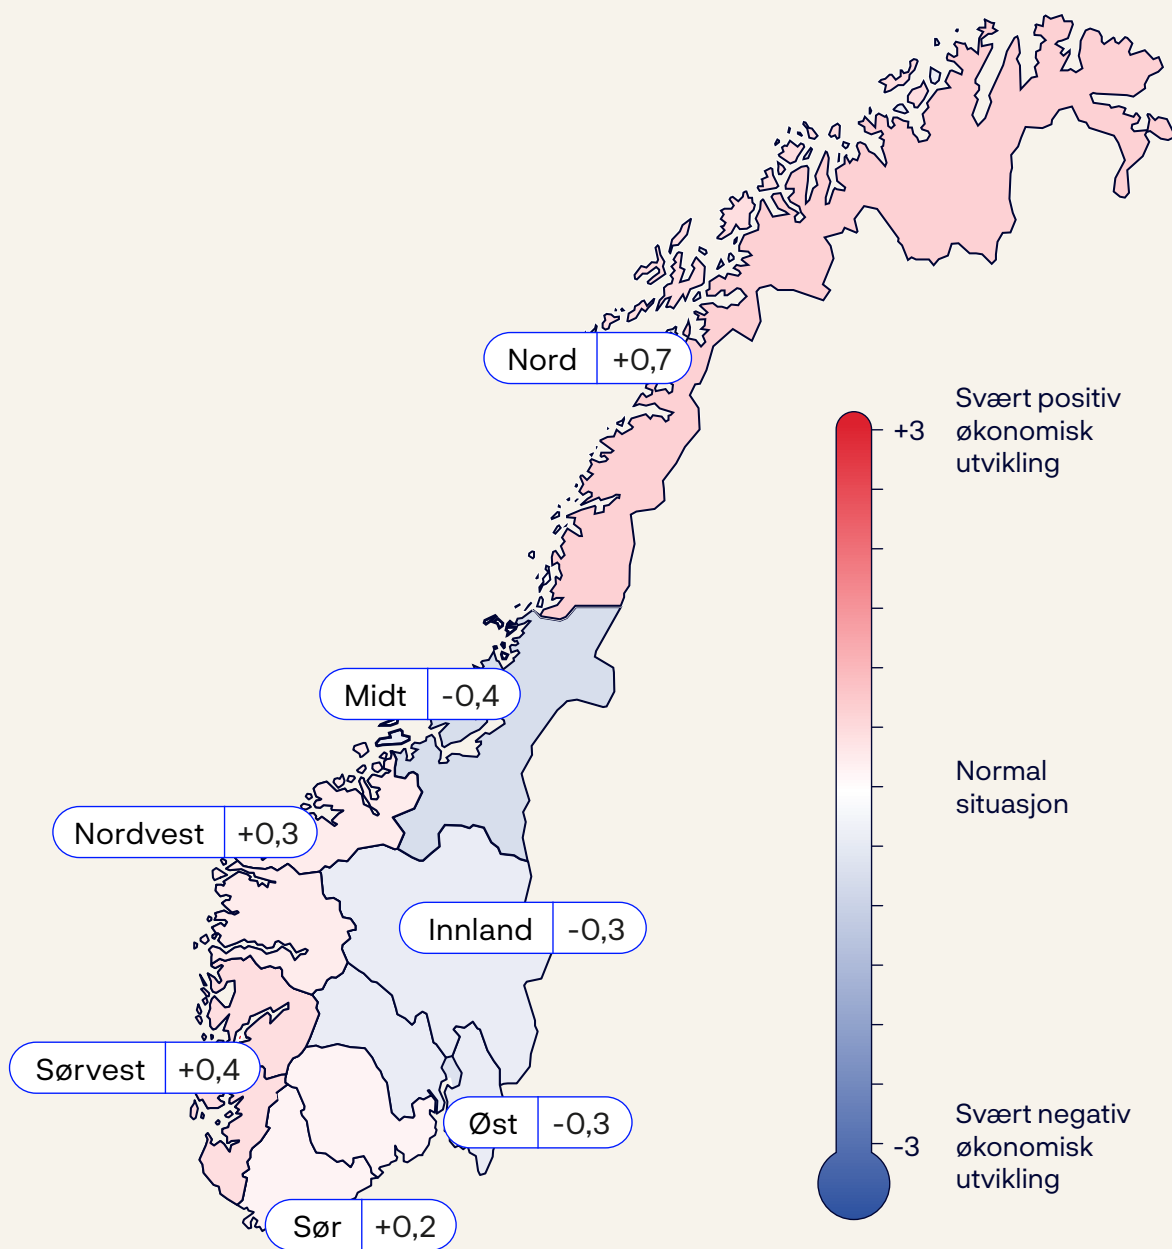 Nord +0,7
Svært positiv
+3 økonomisk
utvikling
Midt -0,4
Normal
situasjon
Nordvest +0,3
Innland -0,3
Sørvest +0,4
Øst -0,3
Svært negativ
-3 økonomisk
utvikling
Sør +0,2